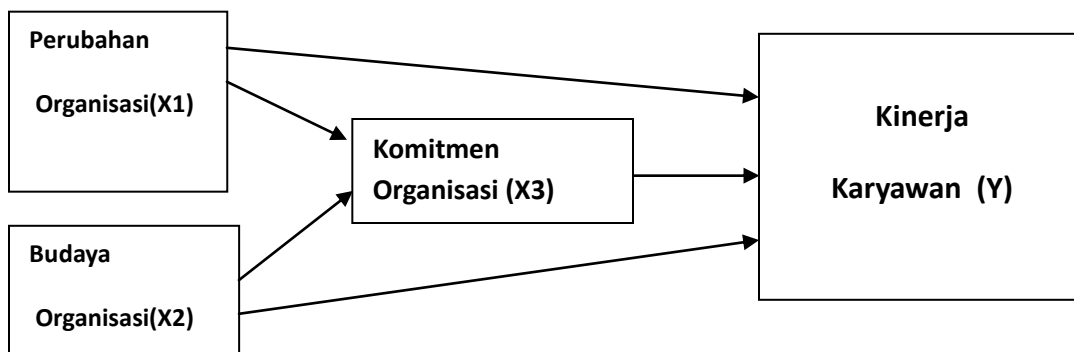 Perubahan
Organisasi(X1)
Komitmen
Organisasi (X3)
Kinerja
Karyawan (Y)
Budaya
Organisasi(X2)